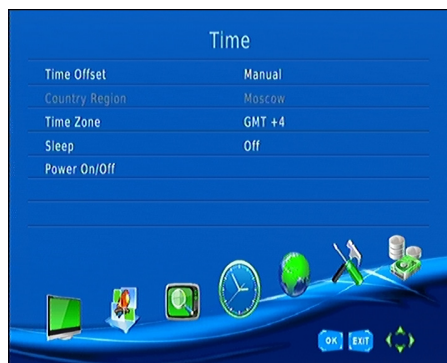 Time
Time Offset Manual
Country Region Moscow
Time Zone GMT +4
Sleep Off
Power On/Off
OK EXIT